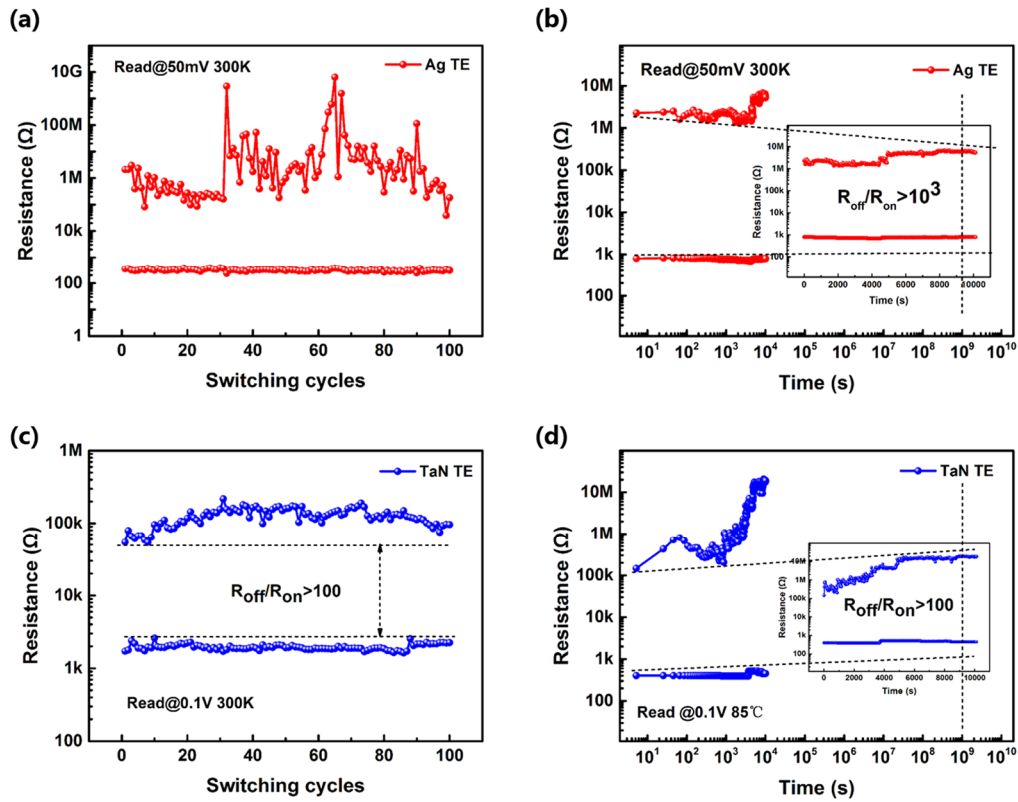 (a)
Read@50mV 300K
Ag TE
10G
100M
1M
10k
100
1
Resistance (Ω)
0
20
40
60
80
100
Switching cycles
(b)
Read@50mV 300K
Ag TE
10M
1M
100k
10k
1k
100
Resistance (Ω)
10¹
10²
10³
10⁴
10⁵
10⁶
10⁷
10⁸
10⁹
10¹⁰
Time (s)
10M
1M
100k
10k
1k
100
Resistance (Ω)
Roff/Ron>10³
0
2000
4000
6000
8000
10000
Time (s)
(c)
TaN TE
1M
100k
10k
1k
100
Resistance (Ω)
Roff/Ron>100
Read@0.1V 300K
0
20
40
60
80
100
Switching cycles
(d)
TaN TE
10M
1M
100k
10k
1k
100
Resistance (Ω)
Read @0.1V 85℃
10¹
10²
10³
10⁴
10⁵
10⁶
10⁷
10⁸
10⁹
10¹⁰
Time (s)
10M
1M
100k
10k
1k
100
Resistance (Ω)
Roff/Ron>100
0
2000
4000
6000
8000
10000
Time (s)